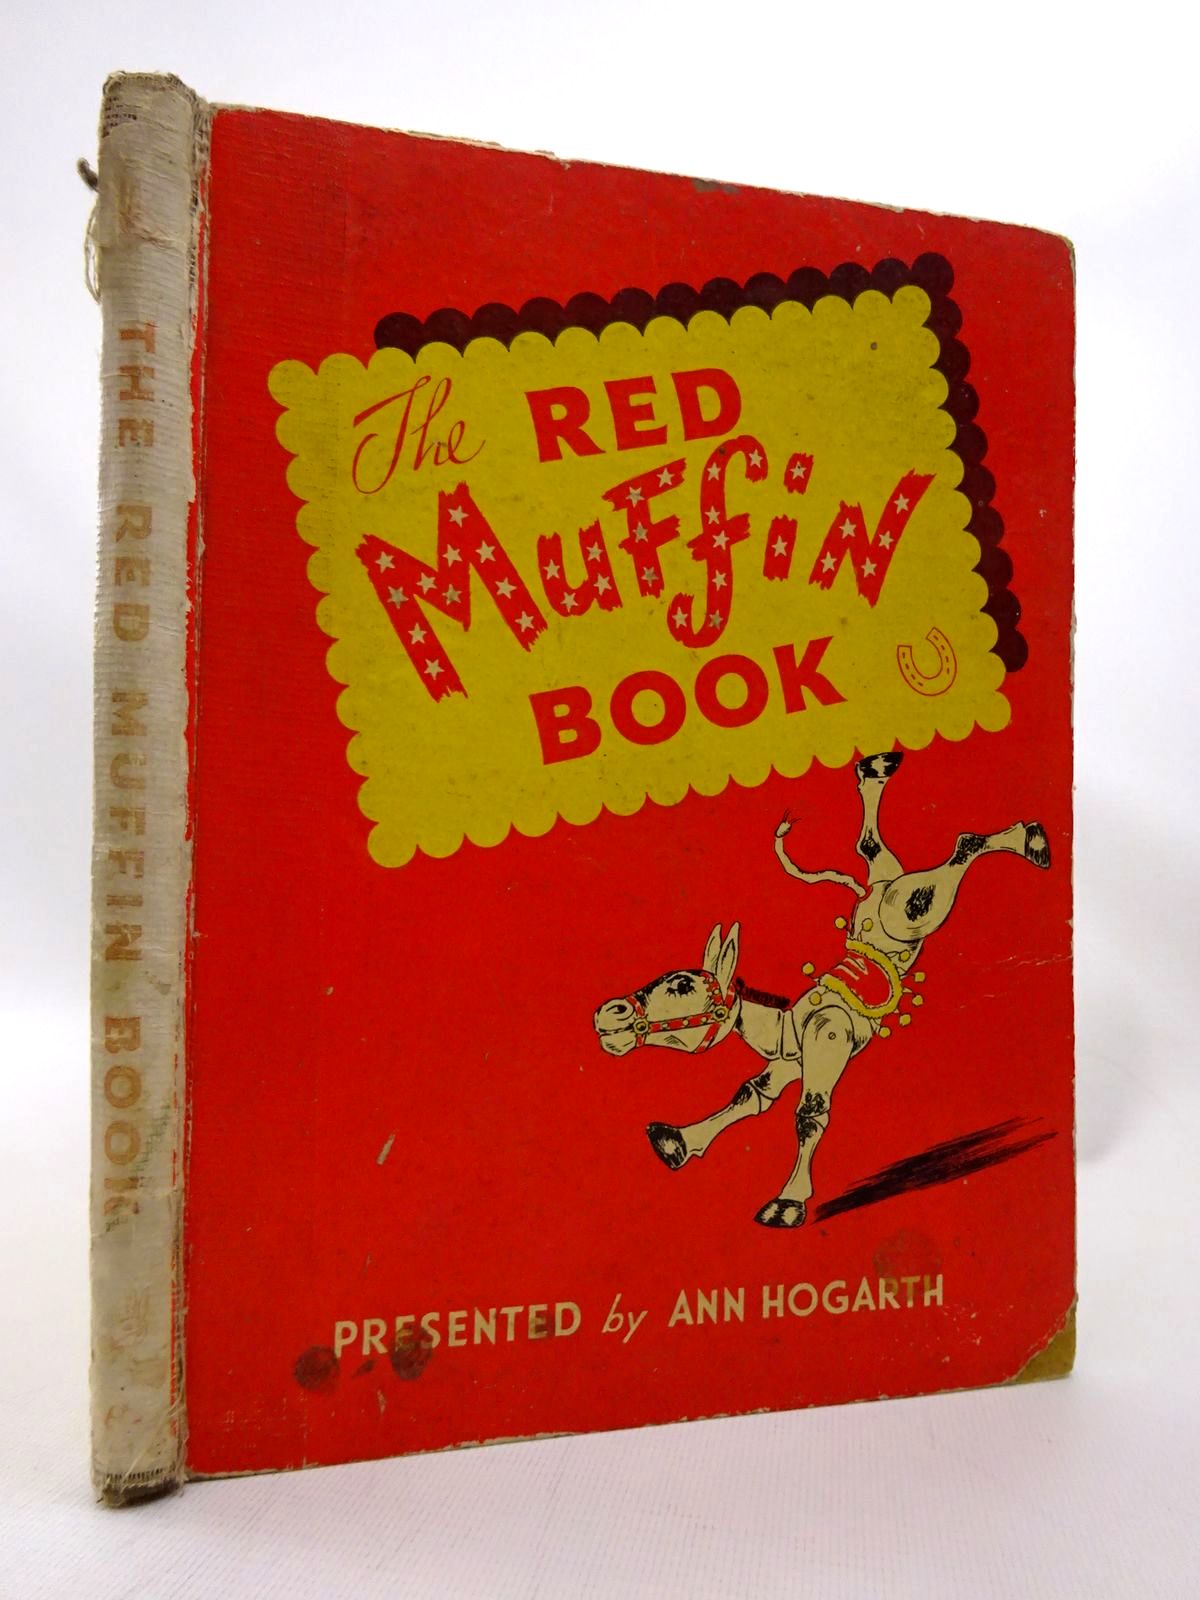 THE RED MUFFIN BOOK
The RED
MuFfiN
BOOK
PRESENTED by ANN HOGARTH